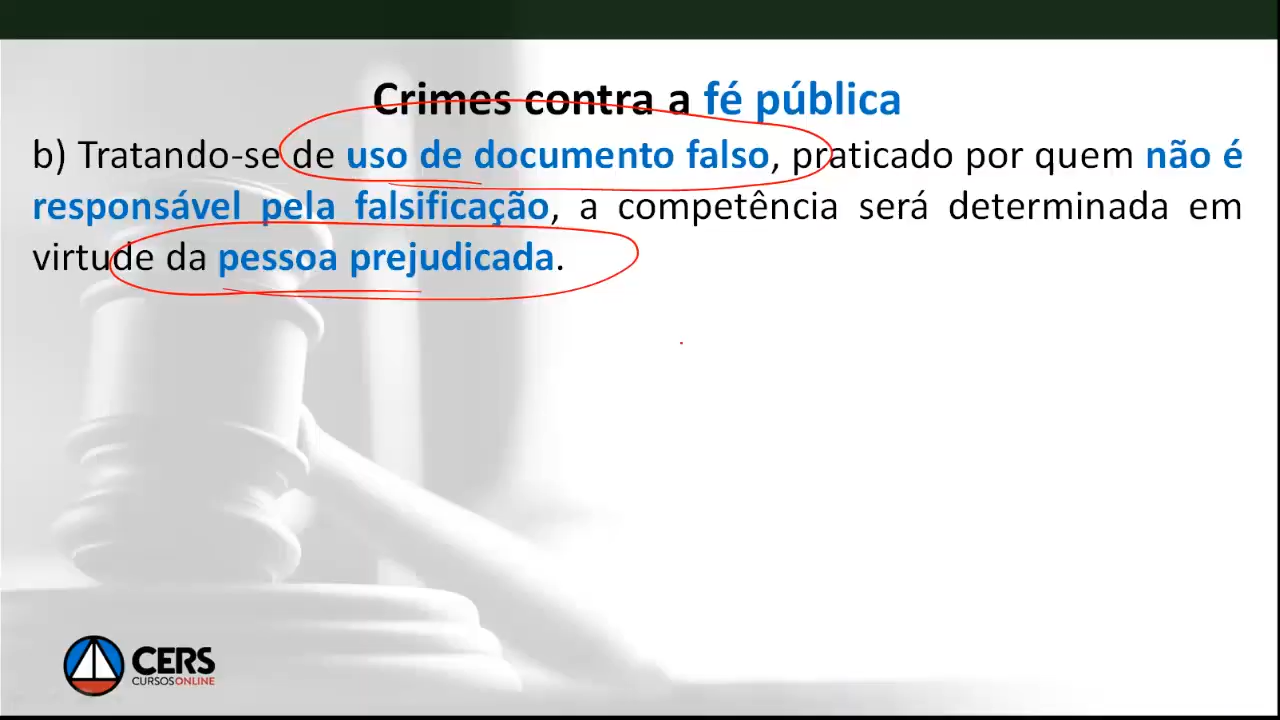 Crimes contra a fé pública
b) Tratando-se de uso de documento falso, praticado por quem não é
responsável pela falsificação, a competência será determinada em
virtude da pessoa prejudicada.
CERS
CURSOS ONLINE